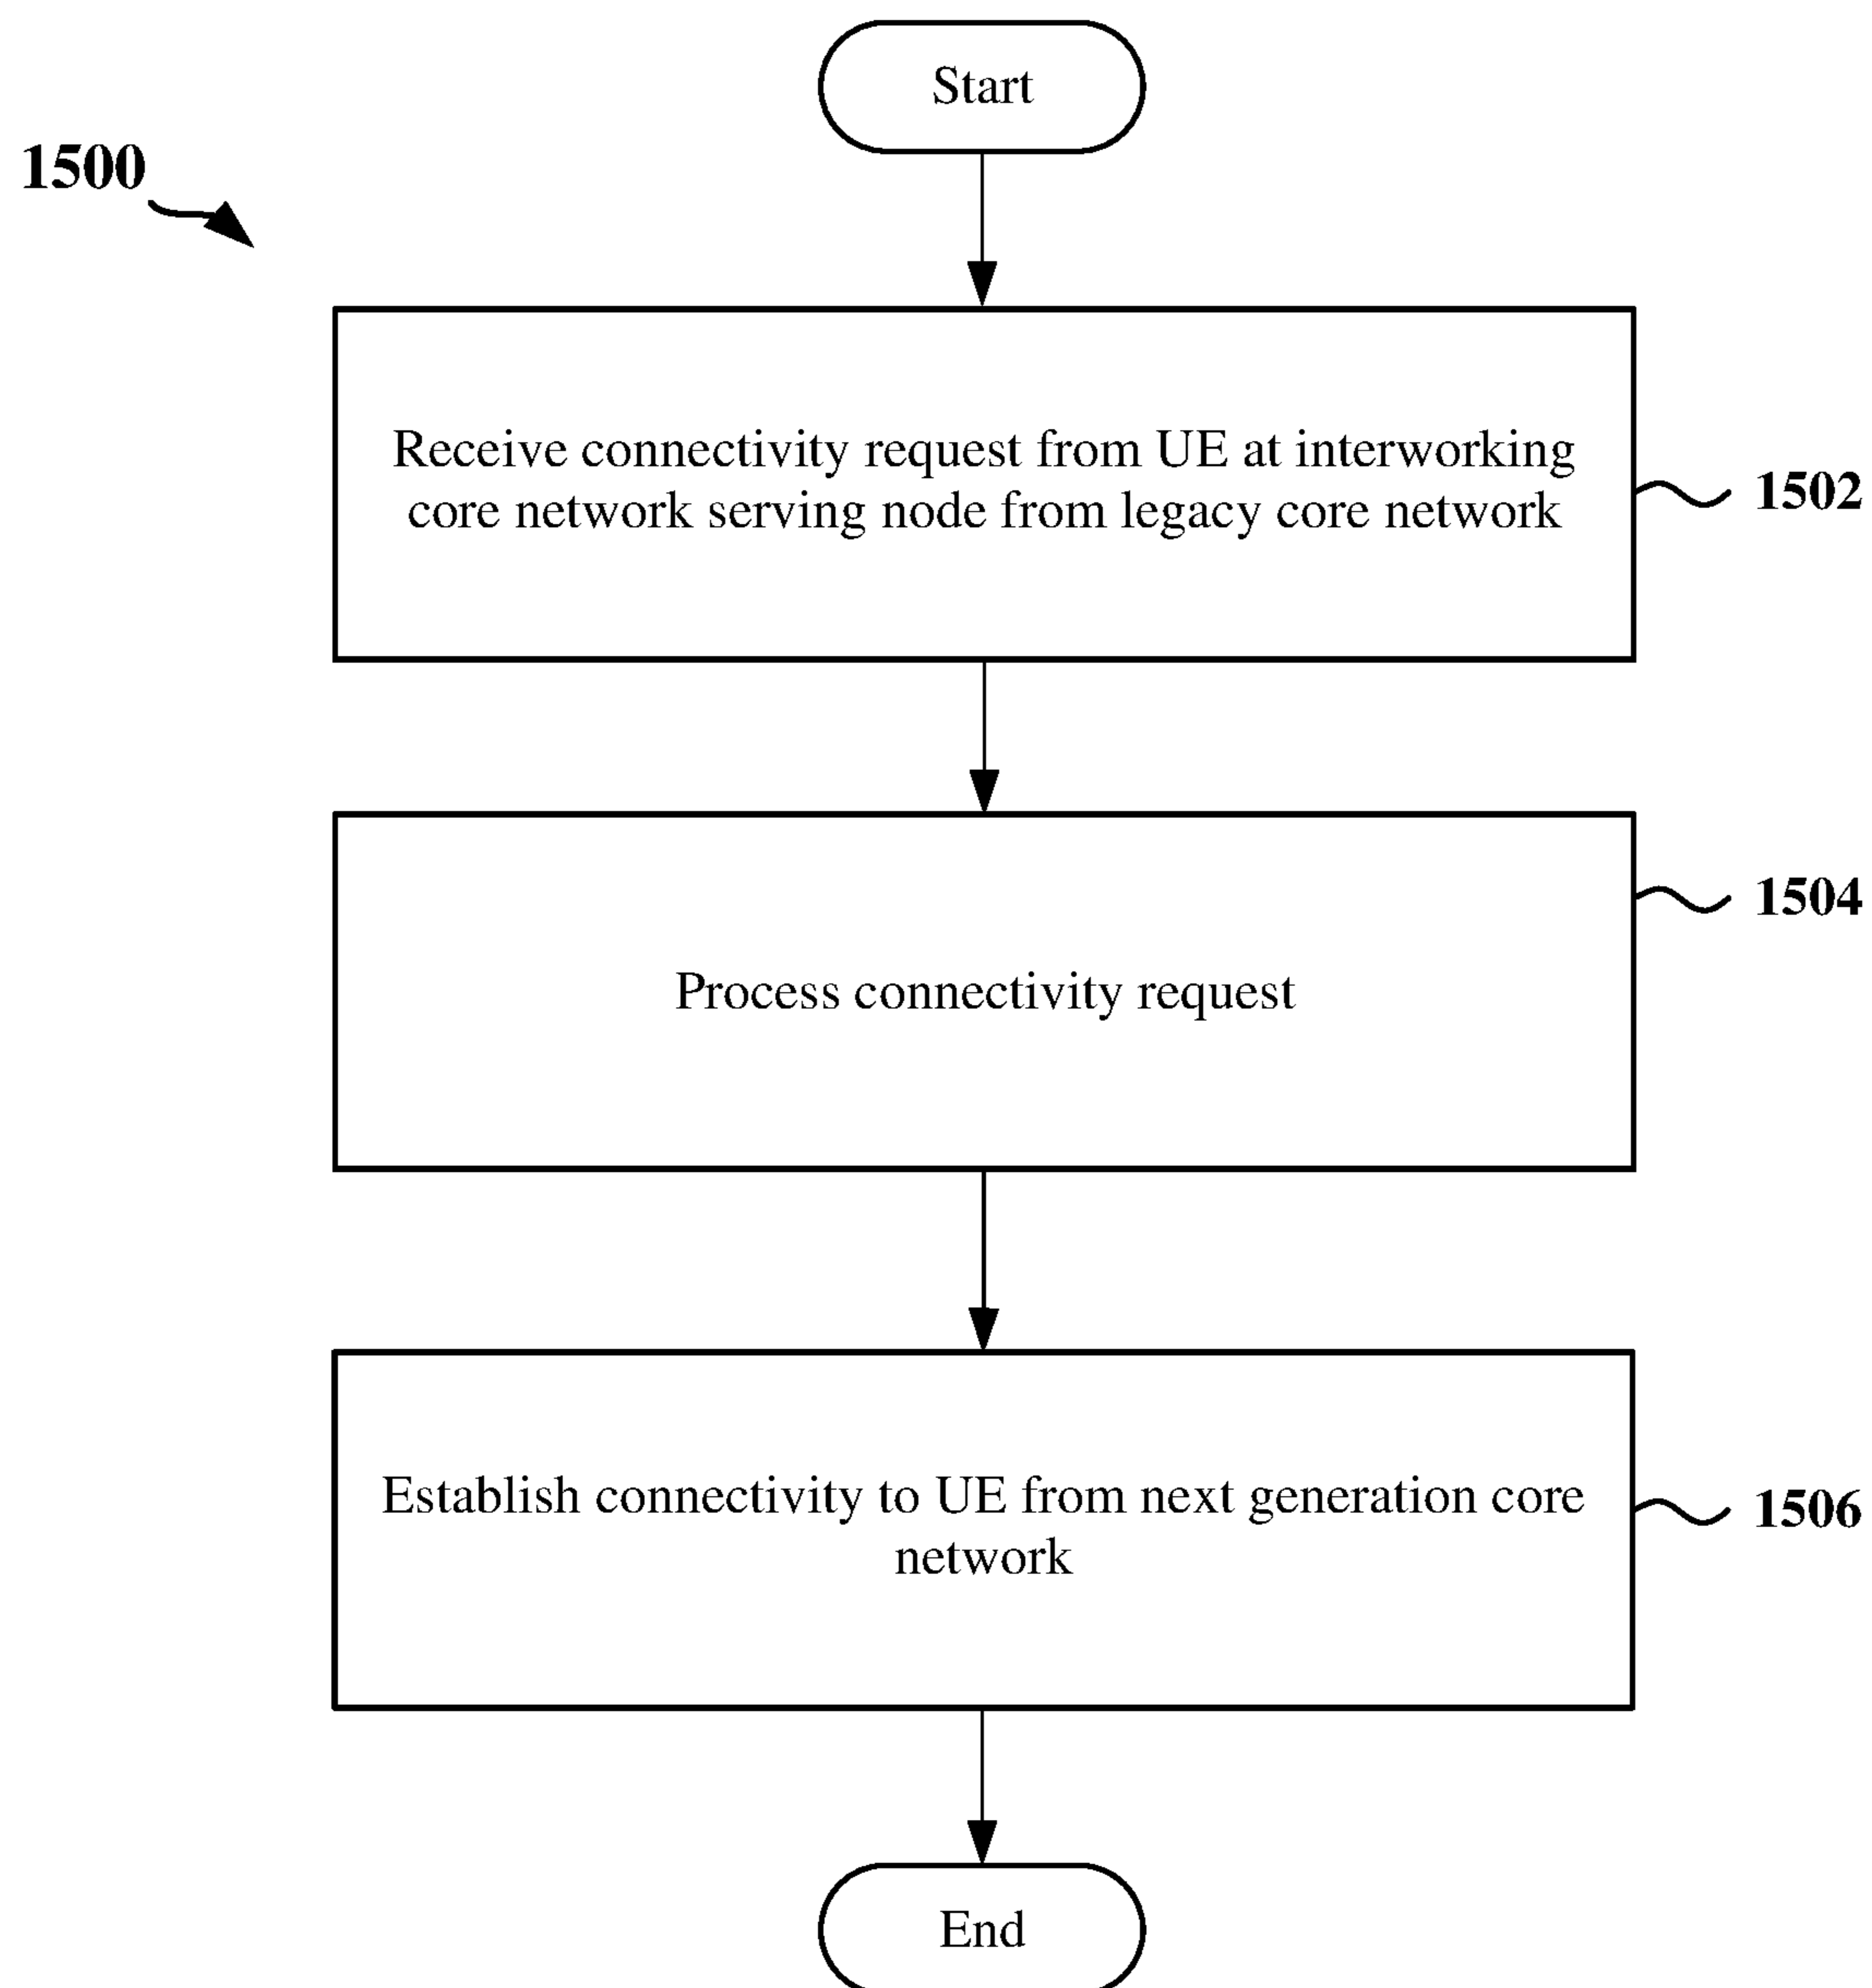 Start
1500
Receive connectivity request from UE at interworking
core network serving node from legacy core network
1502
1504
Process connectivity request
Establish connectivity to UE from next generation core
network
1506
End